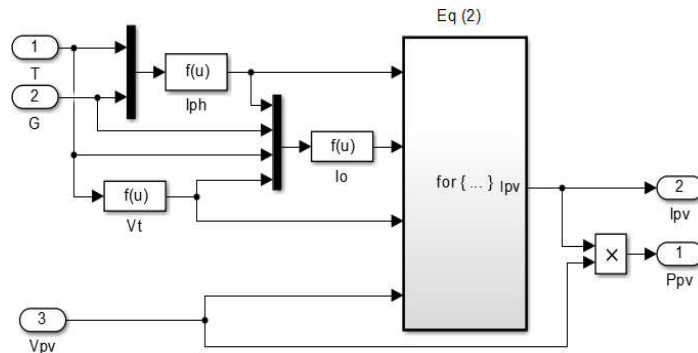 Eq (2)
1
T
2
G
f(u)
Iph
f(u)
Io
f(u)
Vt
for { ... }
Ipv
2
Ipv
×
1
Ppv
3
Vpv